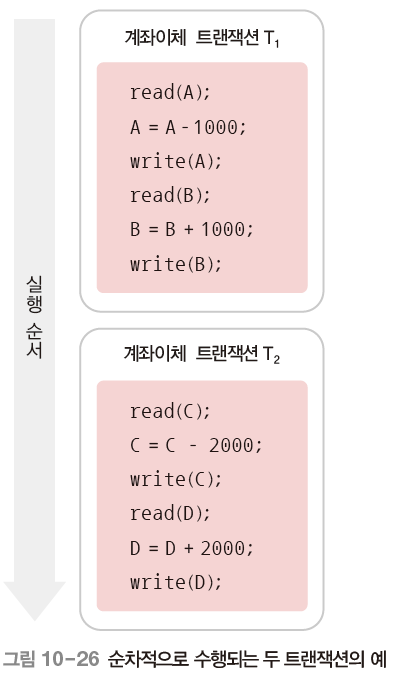 계좌이체 트랜잭션 T₁
read(A);
A = A - 1000;
write(A);
read(B);
B = B + 1000;
write(B);
실행 순서
계좌이체 트랜잭션 T₂
read(C);
C = C - 2000;
write(C);
read(D);
D = D + 2000;
write(D);
그림 10-26 순차적으로 수행되는 두 트랜잭션의 예